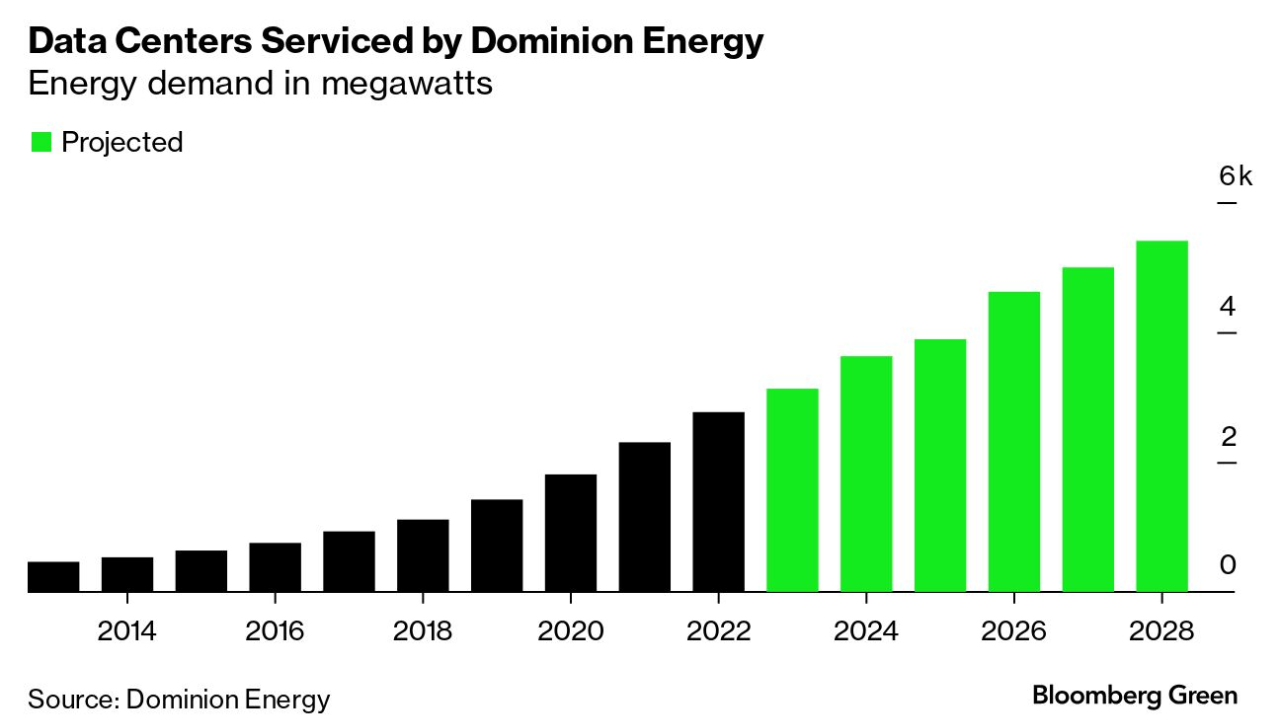 Data Centers Serviced by Dominion Energy
Energy demand in megawatts
Projected
6k
4
2
0
2014 2016 2018 2020 2022 2024 2026 2028
Source: Dominion Energy
Bloomberg Green